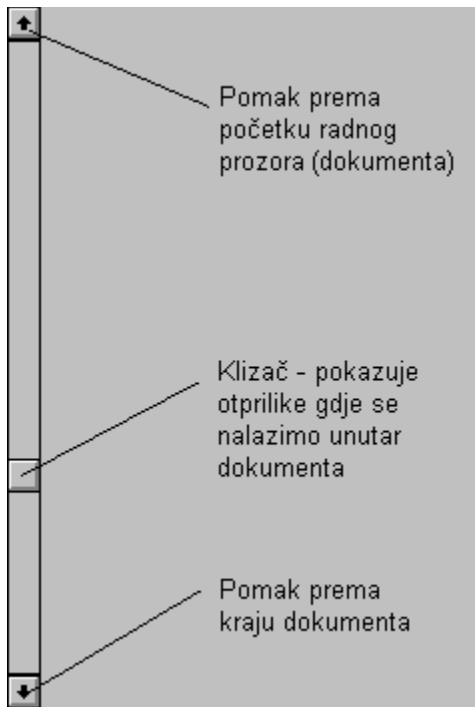 Pomak prema
početku radnog
prozora (dokumenta)
Klizač - pokazuje
otprilike gdje se
nalazimo unutar
dokumenta
Pomak prema
kraju dokumenta